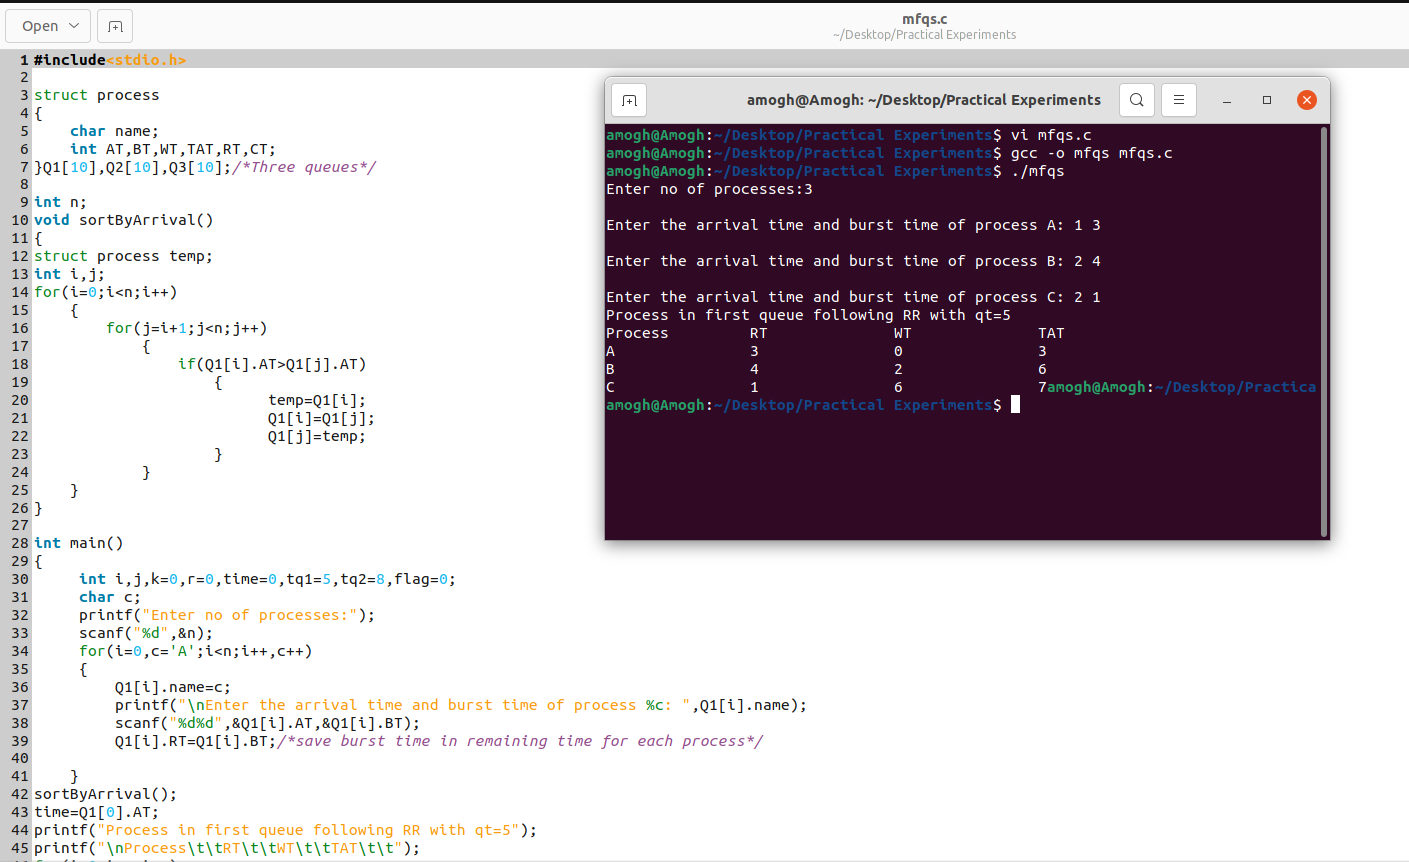 Open
mfqs.c
~/Desktop/Practical Experiments
1 #include<stdio.h>
2
3 struct process
4 {
5 char name;
6 int AT,BT,WT,TAT,RT,CT;
7 }Q1[10],Q2[10],Q3[10];/*Three queues*/
8
9 int n;
10 void sortByArrival()
11 {
12 struct process temp;
13 int i,j;
14 for(i=0;i<n;i++)
15 {
16 for(j=i+1;j<n;j++)
17 {
18 if(Q1[i].AT>Q1[j].AT)
19 {
20 temp=Q1[i];
21 Q1[i]=Q1[j];
22 Q1[j]=temp;
23 }
24 }
25 }
26 }
27
28 int main()
29 {
30 int i,j,k=0,r=0,time=0,tq1=5,tq2=8,flag=0;
31 char c;
32 printf("Enter no of processes:");
33 scanf("%d",&n);
34 for(i=0,c='A';i<n;i++,c++)
35 {
36 Q1[i].name=c;
37 printf("\nEnter the arrival time and burst time of process %c: ",Q1[i].name);
38 scanf("%d%d",&Q1[i].AT,&Q1[i].BT);
39 Q1[i].RT=Q1[i].BT;/*save burst time in remaining time for each process*/
40
41 }
42 sortByArrival();
43 time=Q1[0].AT;
44 printf("Process in first queue following RR with qt=5");
45 printf("\nProcess\t\tRT\t\tWT\t\tTAT\t\t");
amogh@Amogh: ~/Desktop/Practical Experiments
amogh@Amogh:~/Desktop/Practical Experiments$ vi mfqs.c
amogh@Amogh:~/Desktop/Practical Experiments$ gcc -o mfqs mfqs.c
amogh@Amogh:~/Desktop/Practical Experiments$ ./mfqs
Enter no of processes:3
Enter the arrival time and burst time of process A: 1 3
Enter the arrival time and burst time of process B: 2 4
Enter the arrival time and burst time of process C: 2 1
Process in first queue following RR with qt=5
Process RT WT TAT
A 3 0 3
B 4 2 6
C 1 6 7amogh@Amogh:~/Desktop/Practica
amogh@Amogh:~/Desktop/Practical Experiments$